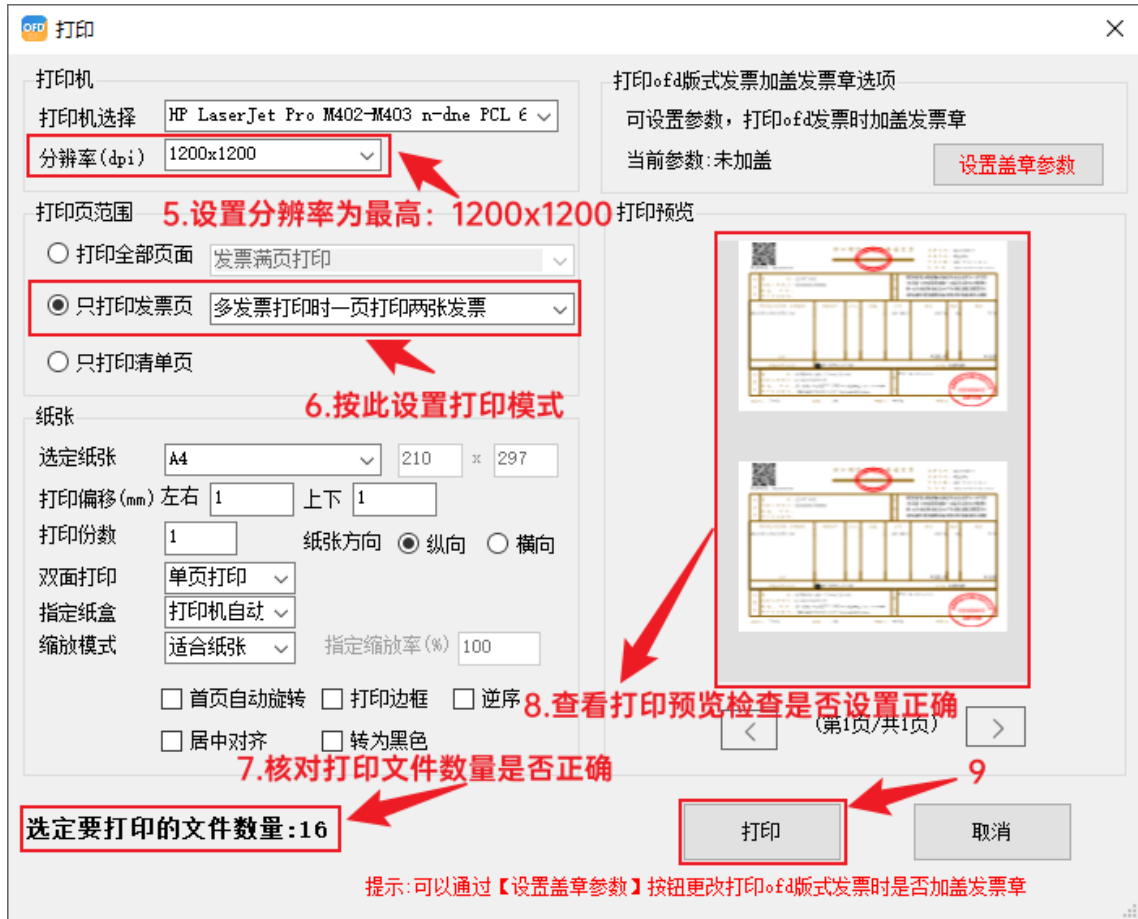 OFD 打印
打印机
打印机选择 HP LaserJet Pro M402-M403 n-dne PCL 6
分辨率(dpi) 1200x1200
5.设置分辨率为最高：1200x1200
打印ofd版式发票加盖发票章选项
可设置参数，打印ofd发票时加盖发票章
当前参数:未加盖 设置盖章参数
打印页范围
打印全部页面 发票满页打印
只打印发票页 多发票打印时一页打印两张发票
只打印清单页
6.按此设置打印模式
纸张
选定纸张 A4 210 x 297
打印偏移(mm) 左右 1 上下 1
打印份数 1 纸张方向 纵向 横向
双面打印 单页打印
指定纸盒 打印机自动
缩放模式 适合纸张 指定缩放率(%) 100
首页自动旋转 打印边框 逆序
居中对齐 转为黑色
打印预览
8.查看打印预览检查是否设置正确
< (第1页/共1页) >
7.核对打印文件数量是否正确
9
选定要打印的文件数量:16
打印 取消
提示:可以通过【设置盖章参数】按钮更改打印ofd版式发票时是否加盖发票章